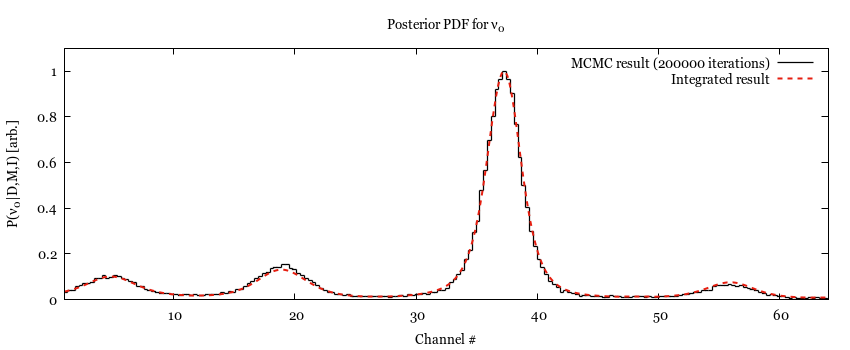 Posterior PDF for ν₀
MCMC result (200000 iterations)
Integrated result
P(ν₀|D,M,I) [arb.]
1
0.8
0.6
0.4
0.2
0
10 20 30 40 50 60
Channel #